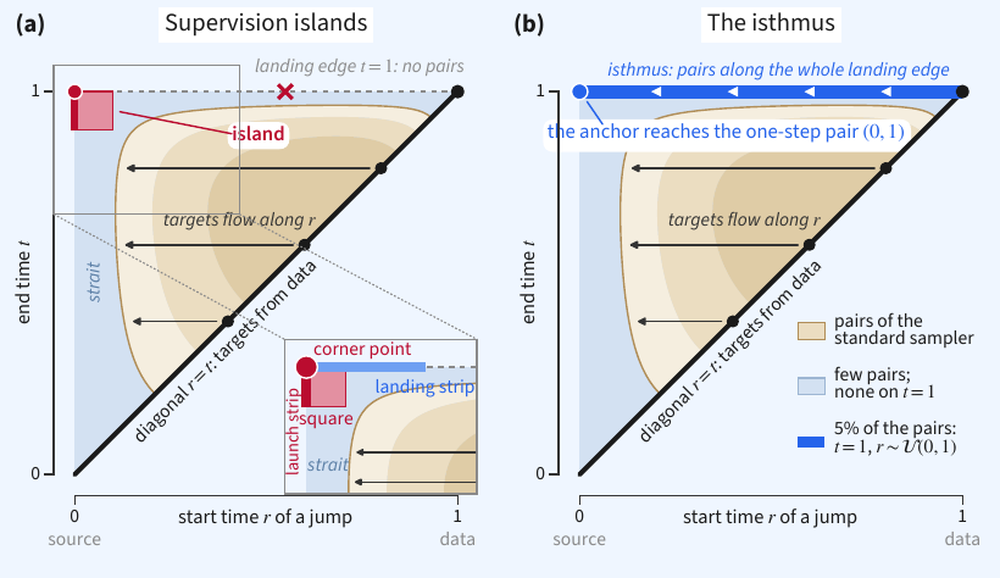 (a)
Supervision islands
landing edge t = 1: no pairs
1
island
targets flow along r
strait
end time t
diagonal r = t: targets from data
corner point
landing strip
launch strip
square
strait
0
0
start time r of a jump
1
source
data
(b)
The isthmus
isthmus: pairs along the whole landing edge
1
the anchor reaches the one-step pair (0, 1)
targets flow along r
end time t
diagonal r = t: targets from data
pairs of the
standard sampler
few pairs;
none on t = 1
5% of the pairs:
t = 1, r ∼ 𝒰(0, 1)
0
0
start time r of a jump
1
source
data